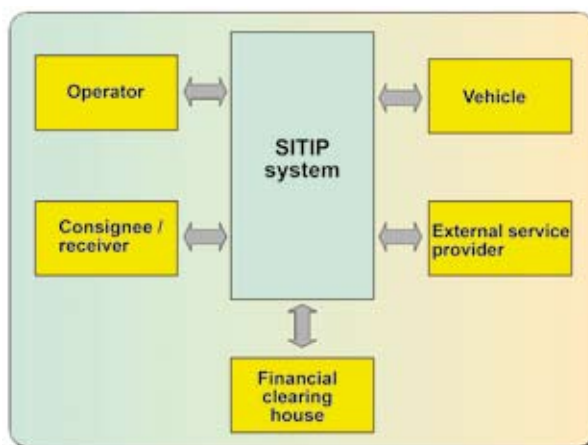 Operator
SITIP
system
Vehicle
Consignee /
receiver
External service
provider
Financial
clearing
house